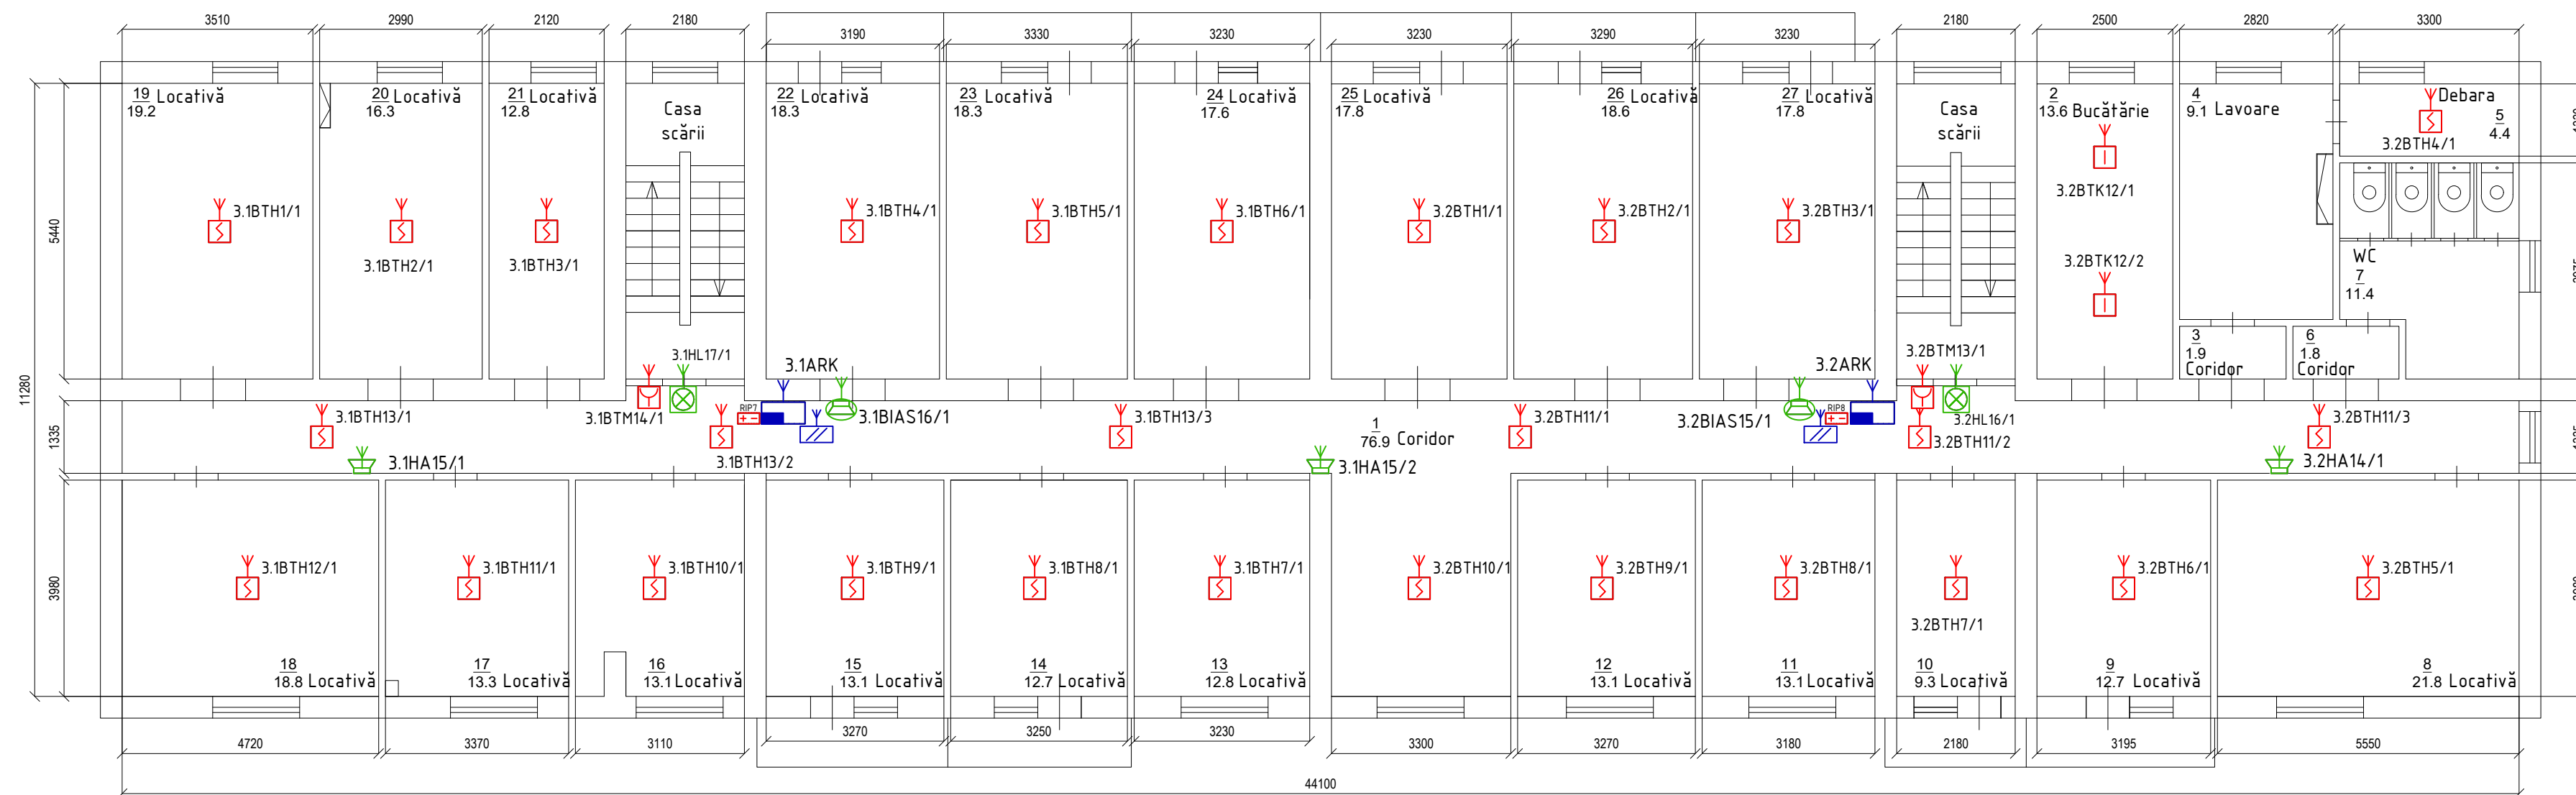 3510 2990 2120 2180 2180 2500 2820 3300
3190 3330 3230 3230 3290 3230
19 Locativă
19.2
20 Locativă
16.3
21 Locativă
12.8
Casa
scării
22 Locativă
18.3
23 Locativă
18.3
24 Locativă
17.6
25 Locativă
17.8
26 Locativă
18.6
27 Locativă
17.8
Casa
scării
2
13.6 Bucătărie
4
9.1 Lavoare
Debara
5
4.4
3.2BTH4/1
3.2BTK12/1
5440
3.1BTH1/1
3.1BTH2/1
3.1BTH3/1
3.1BTH4/1
3.1BTH5/1
3.1BTH6/1
3.2BTH1/1
3.2BTH2/1
3.2BTH3/1
3.2BTK12/2
WC
7
11.4
3
1.9
Coridor
6
1.8
Coridor
11280
3.1HL17/1
3.1ARK
3.2ARK
3.2BTM13/1
1335
3.1BTH13/1
3.1BTM14/1
RIP7
3.1BIAS16/1
3.1BTH13/3
3.2BTH11/1
3.2BIAS15/1
RIP8
3.2HL16/1
3.2BTH11/2
3.2BTH11/3
1
76.9 Coridor
3.1HA15/1
3.1BTH13/2
3.1HA15/2
3.2HA14/1
3980
3.1BTH12/1
3.1BTH11/1
3.1BTH10/1
3.1BTH9/1
3.1BTH8/1
3.1BTH7/1
3.2BTH10/1
3.2BTH9/1
3.2BTH8/1
3.2BTH7/1
3.2BTH6/1
3.2BTH5/1
18
18.8 Locativă
17
13.3 Locativă
16
13.1 Locativă
15
13.1 Locativă
14
12.7 Locativă
13
12.8 Locativă
12
13.1 Locativă
11
13.1 Locativă
10
9.3 Locativă
9
12.7 Locativă
8
21.8 Locativă
3270 3250 3230
4720 3370 3110 3300 3270 3180 2180 3195 5550
44100